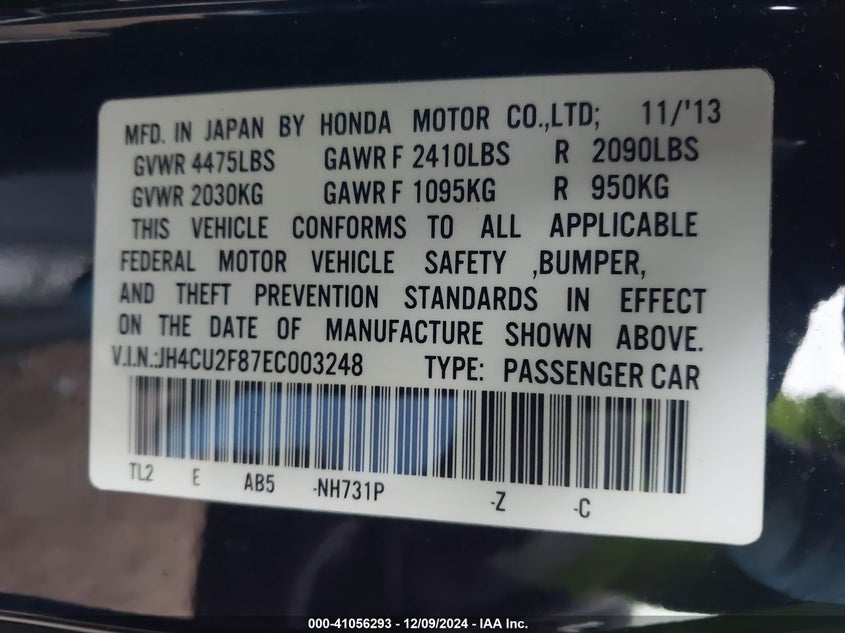 MFD. IN JAPAN BY HONDA MOTOR CO.,LTD; 11/'13
GVWR 4475LBS GAWR F 2410LBS R 2090LBS
GVWR 2030KG GAWR F 1095KG R 950KG
THIS VEHICLE CONFORMS TO ALL APPLICABLE
FEDERAL MOTOR VEHICLE SAFETY ,BUMPER,
AND THEFT PREVENTION STANDARDS IN EFFECT
ON THE DATE OF MANUFACTURE SHOWN ABOVE.
V.I.N.:JH4CU2F87EC003248 TYPE: PASSENGER CAR
TL2 E AB5 -NH731P -Z -C
000-41056293 - 12/09/2024 - IAA Inc.